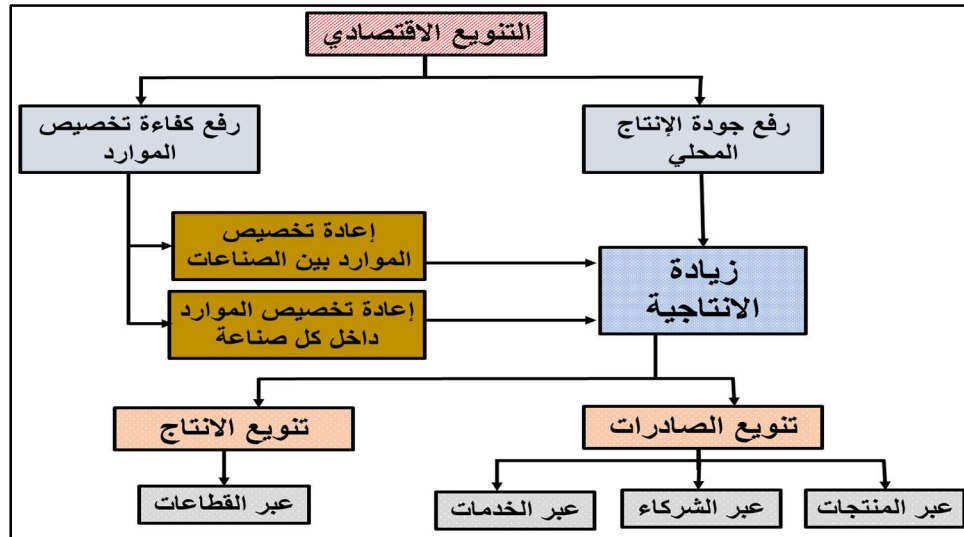 التنويع الاقتصادي
رفع جودة الإنتاج
المحلي
رفع كفاءة تخصيص
الموارد
إعادة تخصيص
الموارد بين الصناعات
زيادة
الانتاجية
إعادة تخصيص الموارد
داخل كل صناعة
تنويع الصادرات
تنويع الانتاج
عبر المنتجات
عبر الشركاء
عبر الخدمات
عبر القطاعات